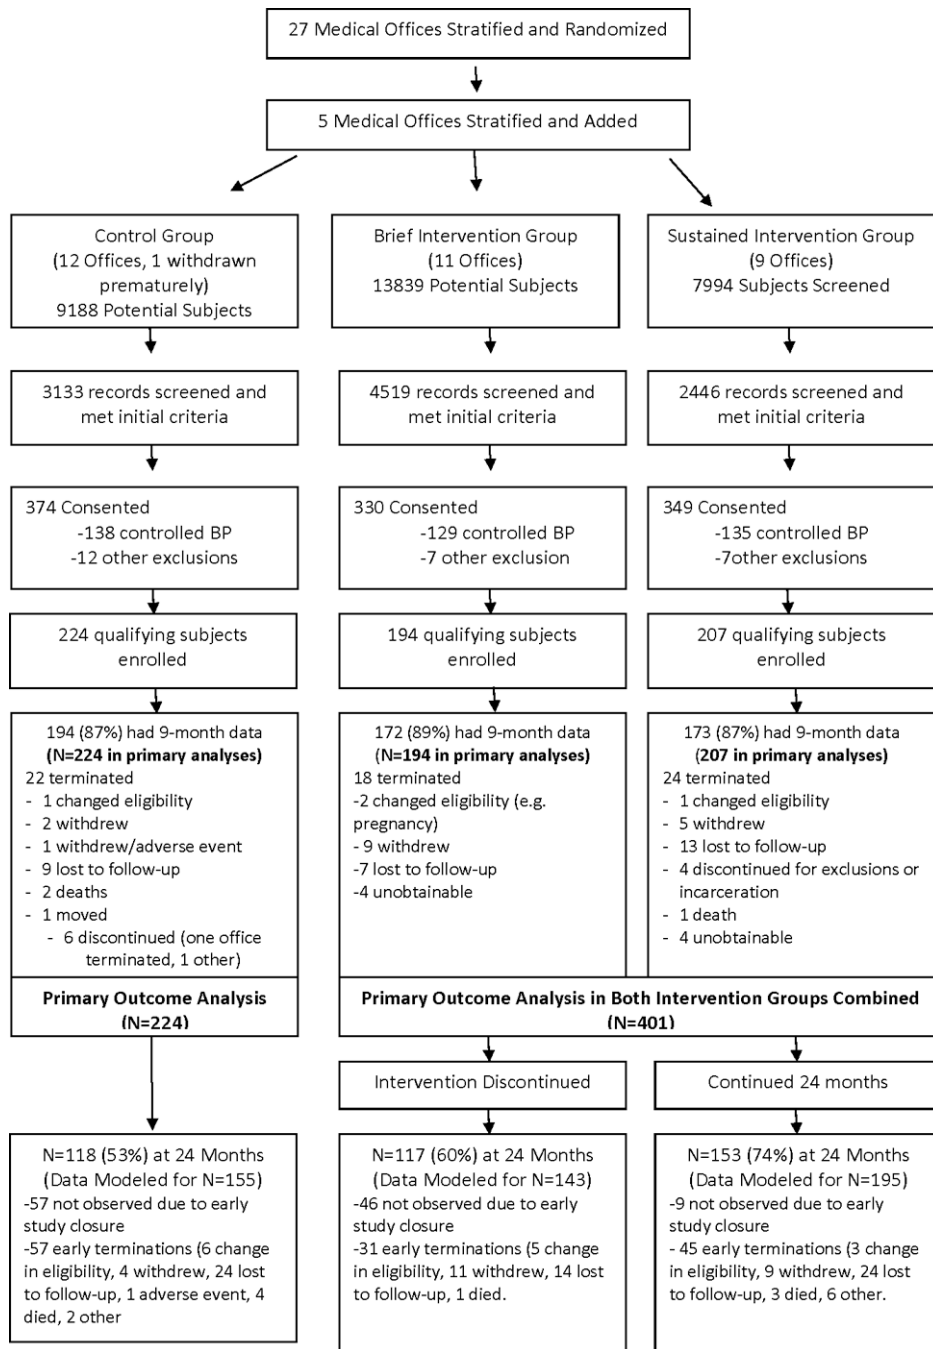 27 Medical Offices Stratified and Randomized
5 Medical Offices Stratified and Added
Control Group
(12 Offices, 1 withdrawn
prematurely)
9188 Potential Subjects
Brief Intervention Group
(11 Offices)
13839 Potential Subjects
Sustained Intervention Group
(9 Offices)
7994 Subjects Screened
3133 records screened and
met initial criteria
4519 records screened and
met initial criteria
2446 records screened and
met initial criteria
374 Consented
-138 controlled BP
-12 other exclusions
330 Consented
-129 controlled BP
-7 other exclusion
349 Consented
-135 controlled BP
-7other exclusions
224 qualifying subjects
enrolled
194 qualifying subjects
enrolled
207 qualifying subjects
enrolled
194 (87%) had 9-month data
(N=224 in primary analyses)
22 terminated
- 1 changed eligibility
- 2 withdrew
- 1 withdrew/adverse event
- 9 lost to follow-up
- 2 deaths
- 1 moved
- 6 discontinued (one office
terminated, 1 other)
172 (89%) had 9-month data
(N=194 in primary analyses)
18 terminated
-2 changed eligibility (e.g.
pregnancy)
- 9 withdrew
-7 lost to follow-up
-4 unobtainable
173 (87%) had 9-month data
(207 in primary analyses)
24 terminated
- 1 changed eligibility
- 5 withdrew
- 13 lost to follow-up
- 4 discontinued for exclusions or
incarceration
- 1 death
- 4 unobtainable
Primary Outcome Analysis
(N=224)
Primary Outcome Analysis in Both Intervention Groups Combined
(N=401)
Intervention Discontinued
Continued 24 months
N=118 (53%) at 24 Months
(Data Modeled for N=155)
-57 not observed due to early
study closure
-57 early terminations (6 change
in eligibility, 4 withdrew, 24 lost
to follow-up, 1 adverse event, 4
died, 2 other
N=117 (60%) at 24 Months
(Data Modeled for N=143)
-46 not observed due to early
study closure
-31 early terminations (5 change
in eligibility, 11 withdrew, 14 lost
to follow-up, 1 died.
N=153 (74%) at 24 Months
(Data Modeled for N=195)
-9 not observed due to early
study closure
- 45 early terminations (3 change
in eligibility, 9 withdrew, 24 lost
to follow-up, 3 died, 6 other.